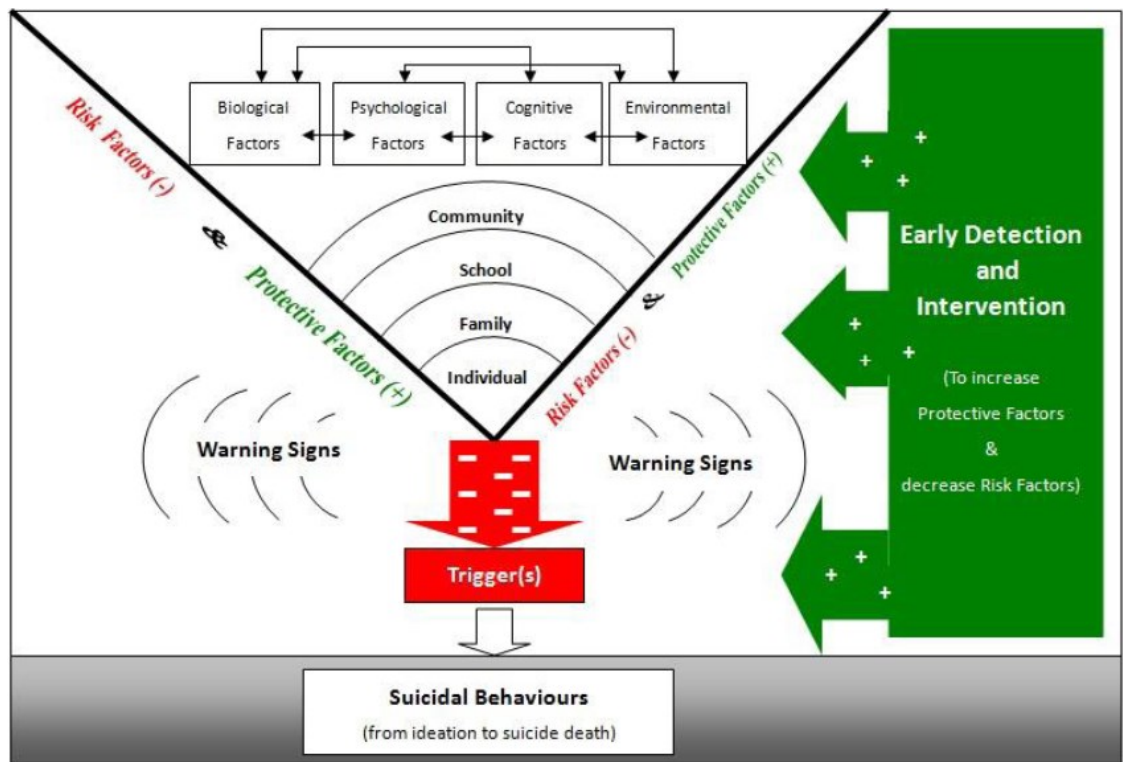 Biological
Factors
Psychological
Factors
Cognitive
Factors
Environmental
Factors
Risk Factors (-)
&
Protective Factors (+)
Community
School
Family
Individual
Risk Factors (-)
&
Protective Factors (+)
Warning Signs
Warning Signs
Trigger(s)
Suicidal Behaviours
(from ideation to suicide death)
Early Detection
and
Intervention
(To increase
Protective Factors
&
decrease Risk Factors)